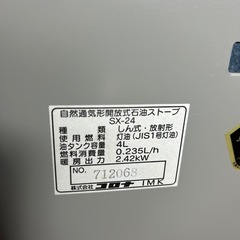 自然通気形開放式石油ストーブ
SX-24
種類 しん式・放射形
使用燃料 灯油(JIS1号灯油)
油タンク容量 4L
燃料消費量 0.235L/h
暖房出力 2.42kW
NO. 712068
株式会社 コロナ IMK